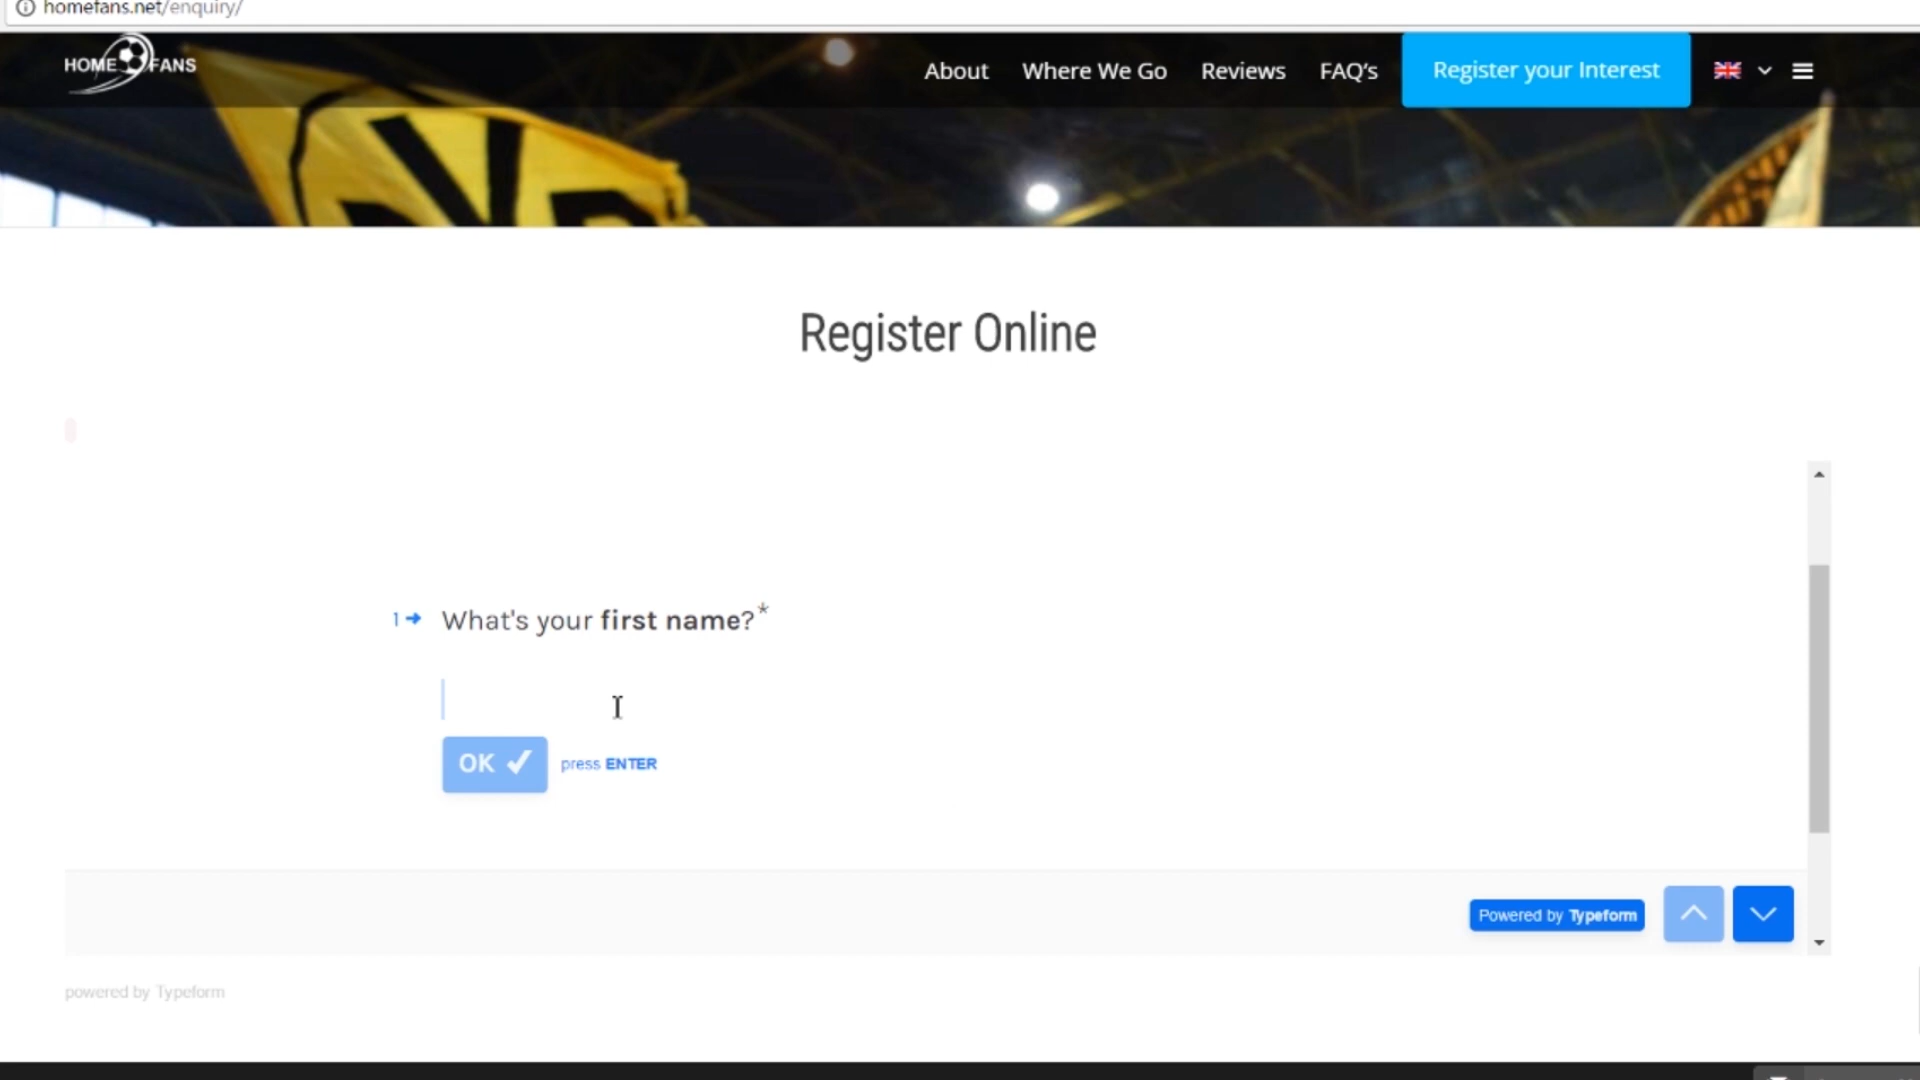 homefans.net/enquiry/
HOME FANS
About Where We Go Reviews FAQ's Register your Interest
Register Online
1 What's your first name?*
OK press ENTER
Powered by Typeform
powered by Typeform